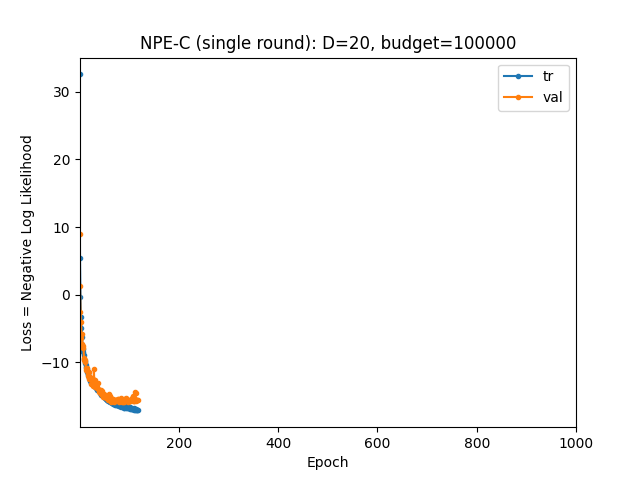 NPE-C (single round): D=20, budget=100000
tr
val
30
20
10
0
−10
Loss = Negative Log Likelihood
200
400
600
800
1000
Epoch